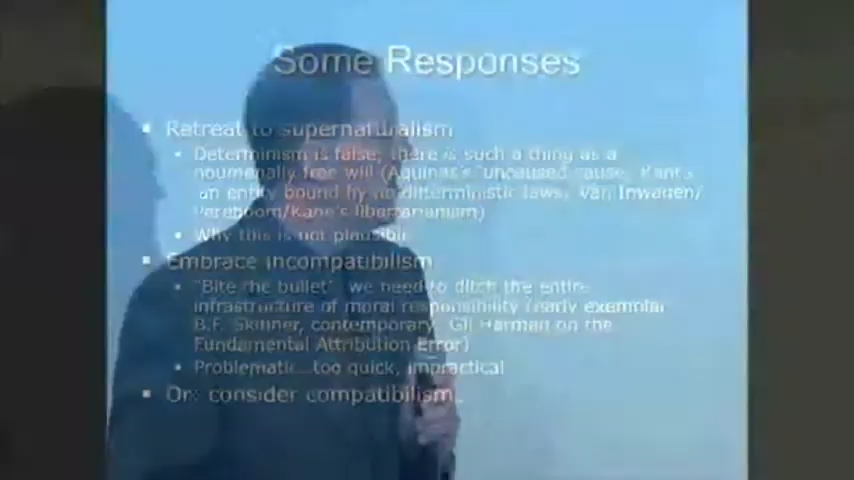 Some Responses
Retreat to supernaturalism
Determinism is false; there is such a thing as a
noumenally free will (Aquinas's "uncaused cause,
an entity bound by no deterministic laws, Van Inwagen/
Pereboom/Kane's libertarianism)
Why this is not plausible
Embrace incompatibilism
"Bite the bullet" we need to ditch the entire
infrastructure of moral responsibility (early exemplar
B.F. Skinner, contemporary, Gil Harman on the
Fundamental Attribution Error)
Problematic...too quick, impractical
Or: consider compatibilism...